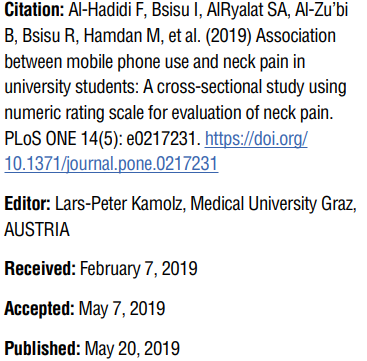 Citation: Al-Hadidi F, Bsisu I, AlRyalat SA, Al-Zu’bi
B, Bsisu R, Hamdan M, et al. (2019) Association
between mobile phone use and neck pain in
university students: A cross-sectional study using
numeric rating scale for evaluation of neck pain.
PLoS ONE 14(5): e0217231. https://doi.org/
10.1371/journal.pone.0217231
Editor: Lars-Peter Kamolz, Medical University Graz,
AUSTRIA
Received: February 7, 2019
Accepted: May 7, 2019
Published: May 20, 2019